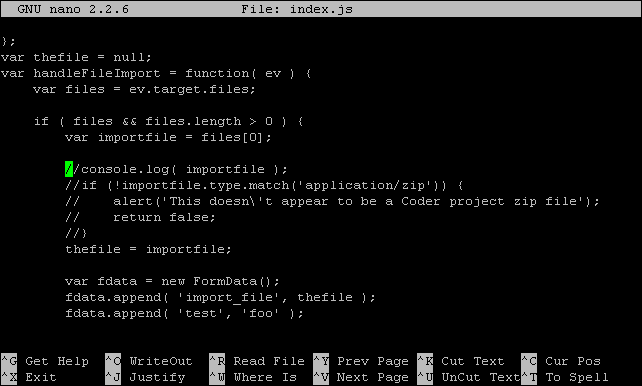 GNU nano 2.2.6 File: index.js
};
var thefile = null;
var handleFileImport = function( ev ) {
    var files = ev.target.files;
    if ( files && files.length > 0 ) {
        var importfile = files[0];
        //console.log( importfile );
        //if (!importfile.type.match('application/zip')) {
        //    alert('This doesn\'t appear to be a Coder project zip file');
        //    return false;
        //}
        thefile = importfile;
        var fdata = new FormData();
        fdata.append( 'import_file', thefile );
        fdata.append( 'test', 'foo' );
^G Get Help ^O WriteOut ^R Read File ^Y Prev Page ^K Cut Text ^C Cur Pos
^X Exit ^J Justify ^W Where Is ^V Next Page ^U UnCut Text ^T To Spell